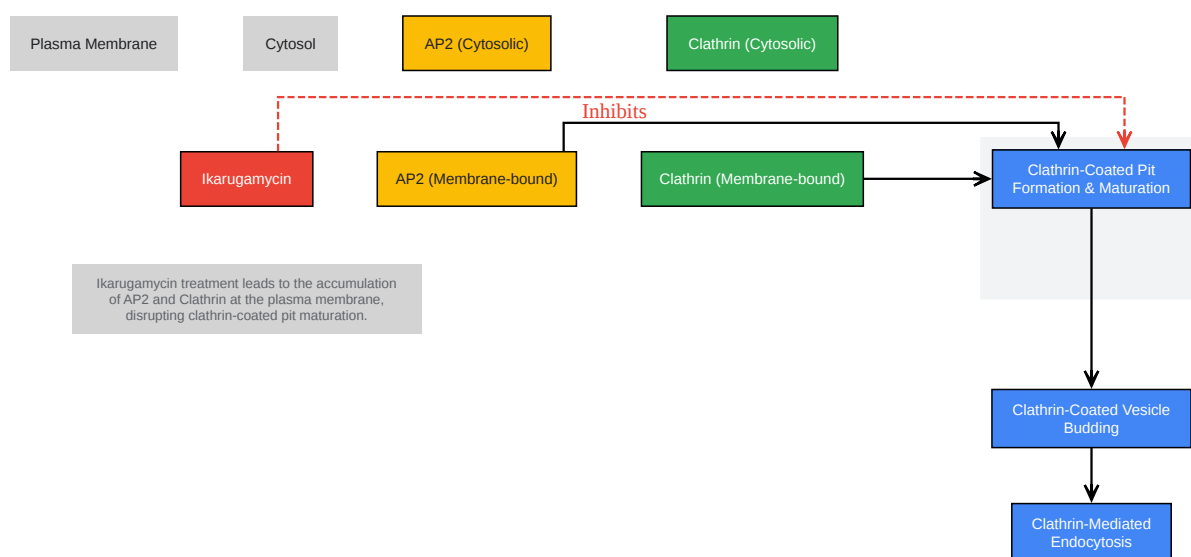 Plasma Membrane
Cytosol
AP2 (Cytosolic)
Clathrin (Cytosolic)
Inhibits
Ikarugamycin
AP2 (Membrane-bound)
Clathrin (Membrane-bound)
Clathrin-Coated Pit
Formation & Maturation
Ikarugamycin treatment leads to the accumulation
of AP2 and Clathrin at the plasma membrane,
disrupting clathrin-coated pit maturation.
Clathrin-Coated Vesicle
Budding
Clathrin-Mediated
Endocytosis